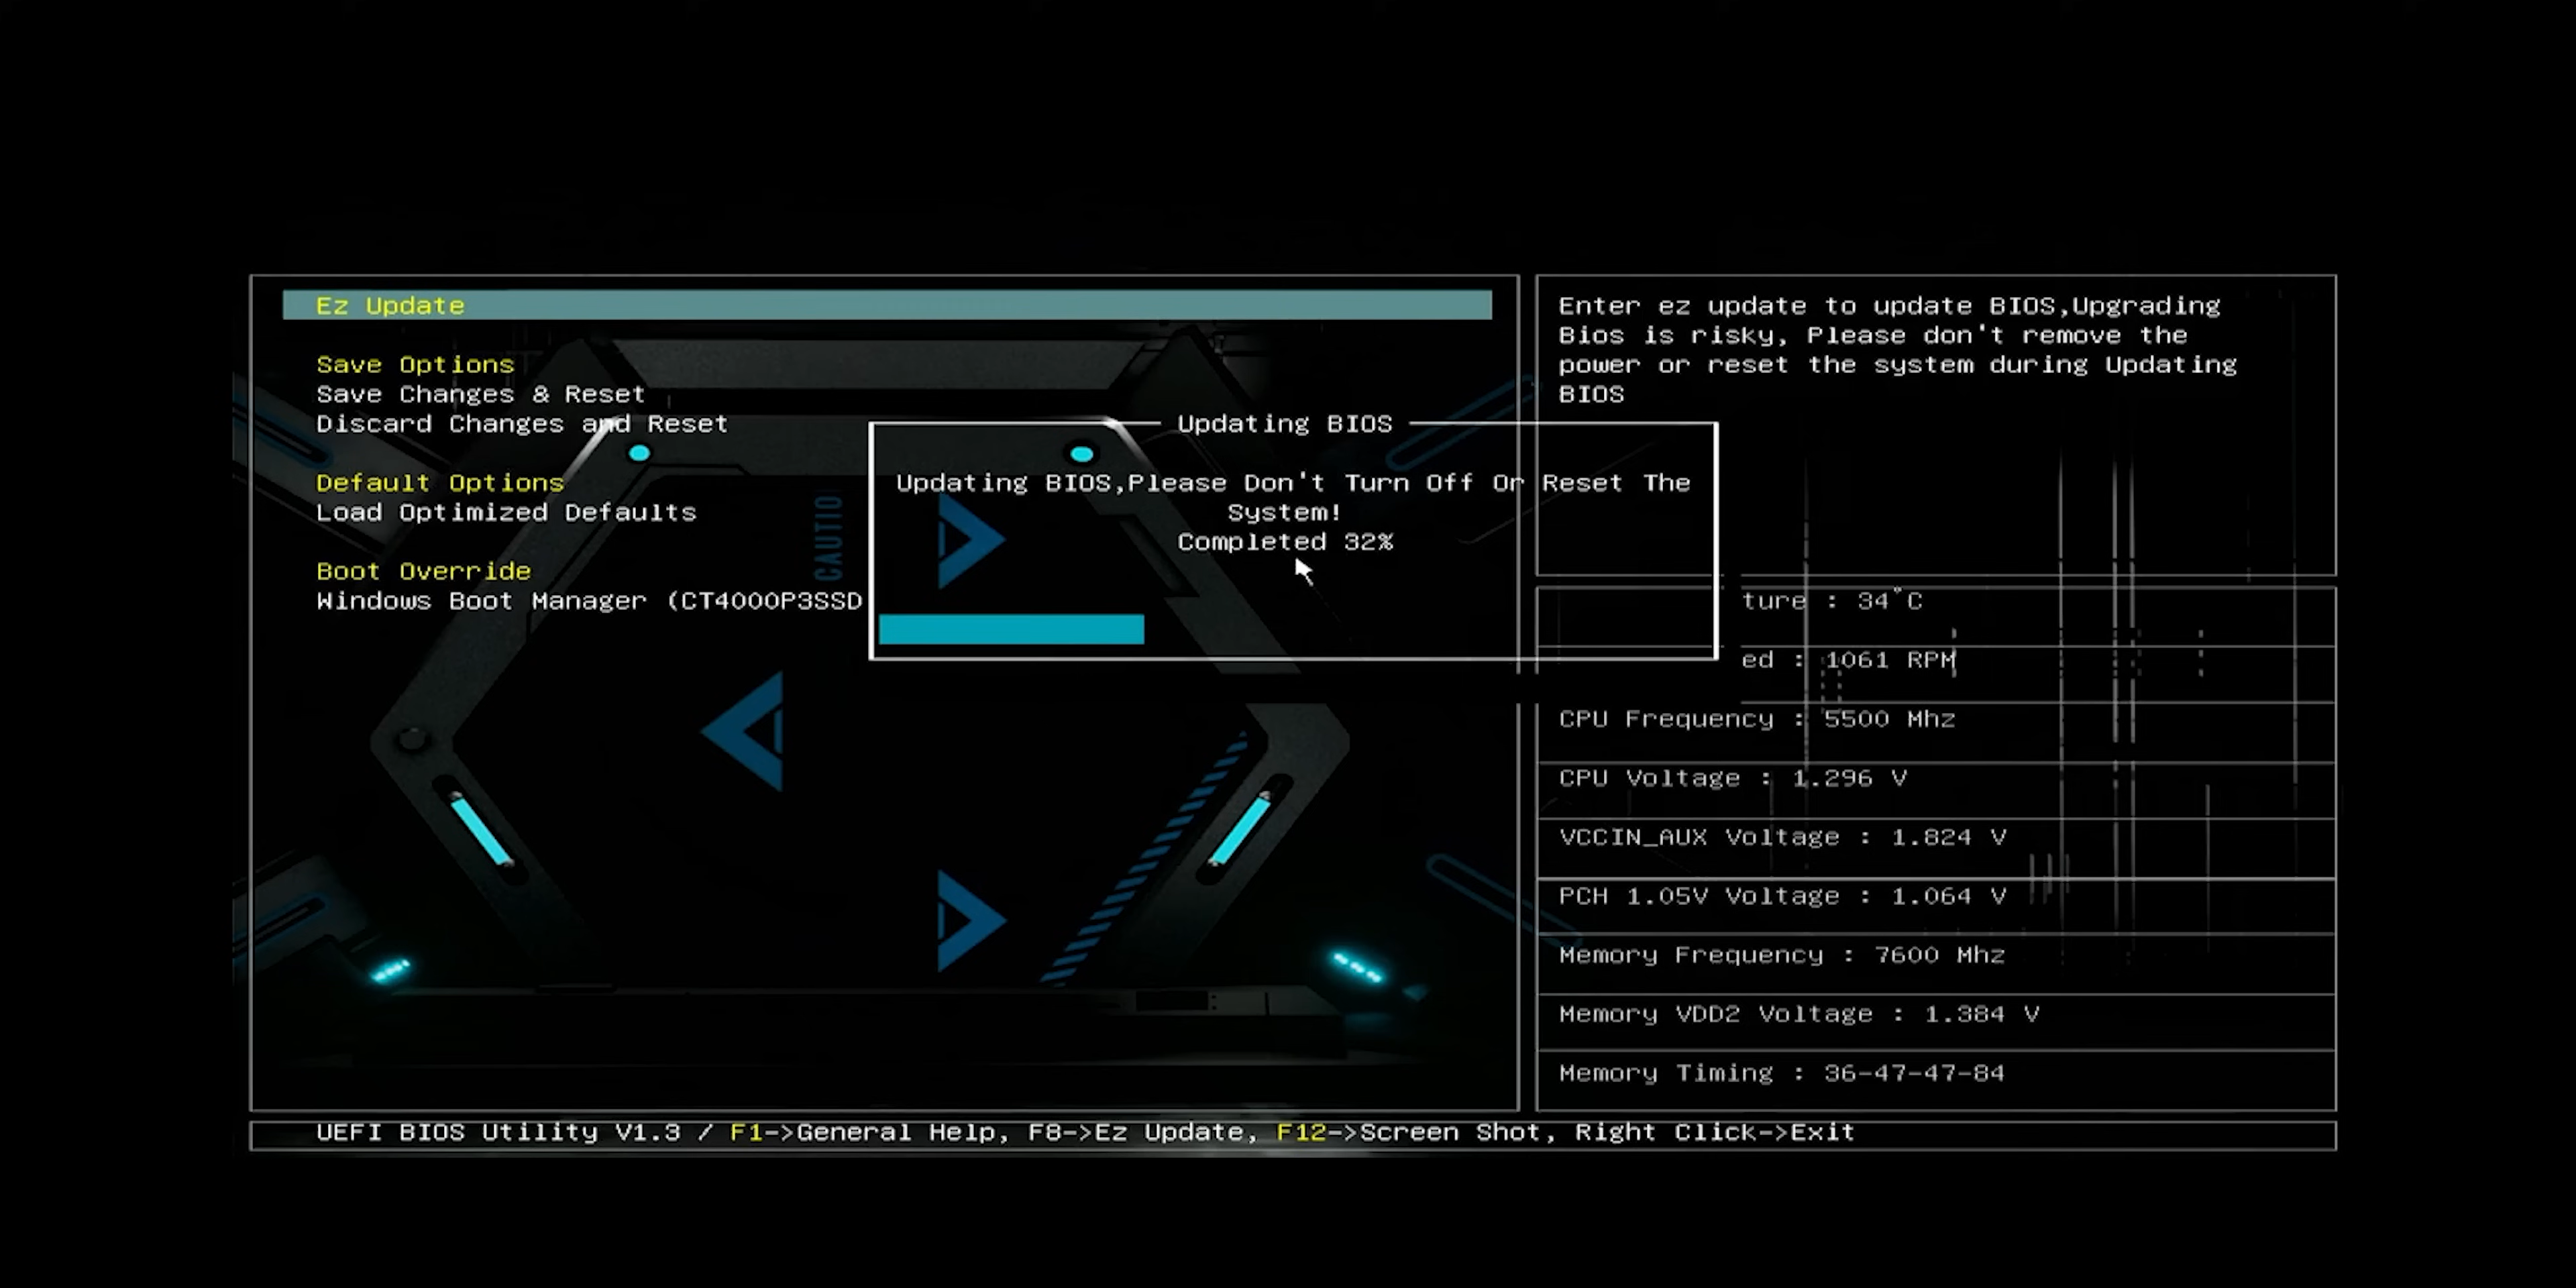 Ez Update
Save Options
Save Changes & Reset
Discard Changes and Reset
Default Options
Load Optimized Defaults
Boot Override
Windows Boot Manager (CT4000P3SSD
CAUTIO
Updating BIOS
Updating BIOS,Please Don't Turn Off Or Reset The
System!
Completed 32%
Enter ez update to update BIOS,Upgrading
Bios is risky, Please don't remove the
power or reset the system during Updating
BIOS
ture : 34°C
ed : 1061 RPM
CPU Frequency : 5500 Mhz
CPU Voltage : 1.296 V
VCCIN_AUX Voltage : 1.824 V
PCH 1.05V Voltage : 1.064 V
Memory Frequency : 7600 Mhz
Memory VDD2 Voltage : 1.384 V
Memory Timing : 36-47-47-84
UEFI BIOS Utility V1.3 / F1->General Help, F8->Ez Update, F12->Screen Shot, Right Click->Exit